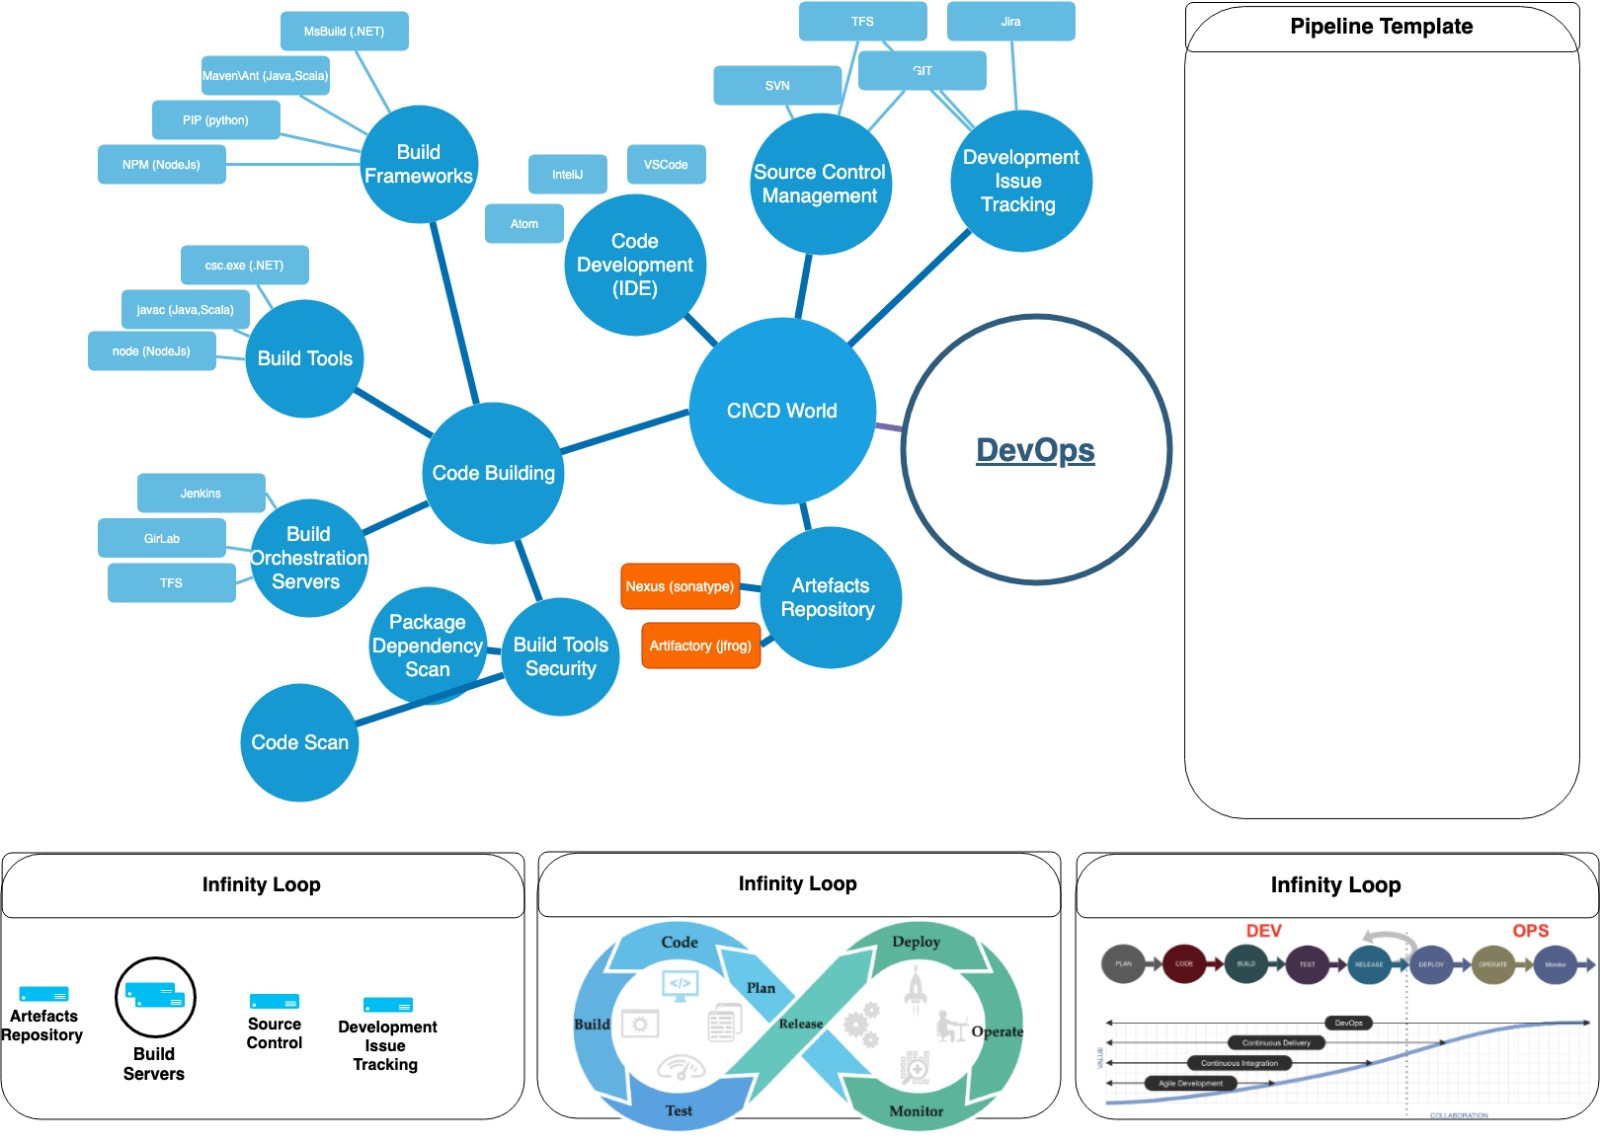 MsBuild (.NET)
Maven\Ant (Java,Scala)
PIP (python)
NPM (NodeJs)
Build
Frameworks
TFS
Jira
GIT
SVN
Source Control
Management
Development
Issue
Tracking
InteliJ
VSCode
Atom
Code
Development
(IDE)
csc.exe (.NET)
javac (Java,Scala)
node (NodeJs)
Build Tools
CI\CD World
DevOps
Code Building
Jenkins
GirLab
TFS
Build
Orchestration
Servers
Package
Dependency
Scan
Build Tools
Security
Code Scan
Nexus (sonatype)
Artifactory (jfrog)
Artefacts
Repository
Pipeline Template
Infinity Loop
Artefacts
Repository
Build
Servers
Source
Control
Development
Issue
Tracking
Infinity Loop
Code
Deploy
Plan
Build
Release
Operate
</>
Test
Monitor
Infinity Loop
DEV
OPS
PLAN
CODE
BUILD
TEST
RELEASE
DEPLOY
OPERATE
Monitor
DevOps
Continuous Delivery
Continuous Integration
Agile Development
VALUE
COLLABORATION